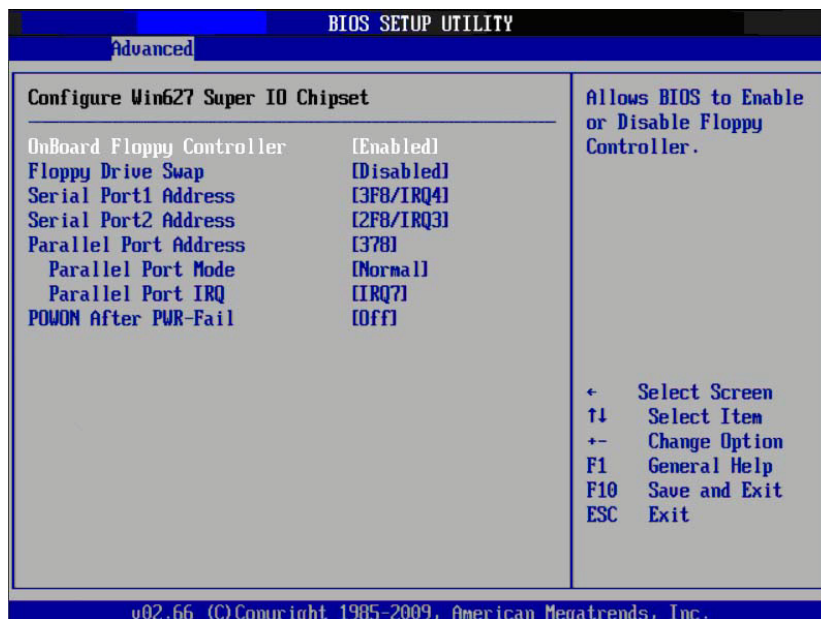 BIOS SETUP UTILITY
Advanced
Configure Win627 Super IO Chipset
OnBoard Floppy Controller [Enabled]
Floppy Drive Swap [Disabled]
Serial Port1 Address [3F8/IRQ4]
Serial Port2 Address [2F8/IRQ3]
Parallel Port Address [378]
Parallel Port Mode [Normal]
Parallel Port IRQ [IRQ7]
POWON After PWR-Fail [Off]
Allows BIOS to Enable
or Disable Floppy
Controller.
← Select Screen
↑↓ Select Item
+- Change Option
F1 General Help
F10 Save and Exit
ESC Exit
v02.66 (C)Copyright 1985-2009, American Megatrends, Inc.